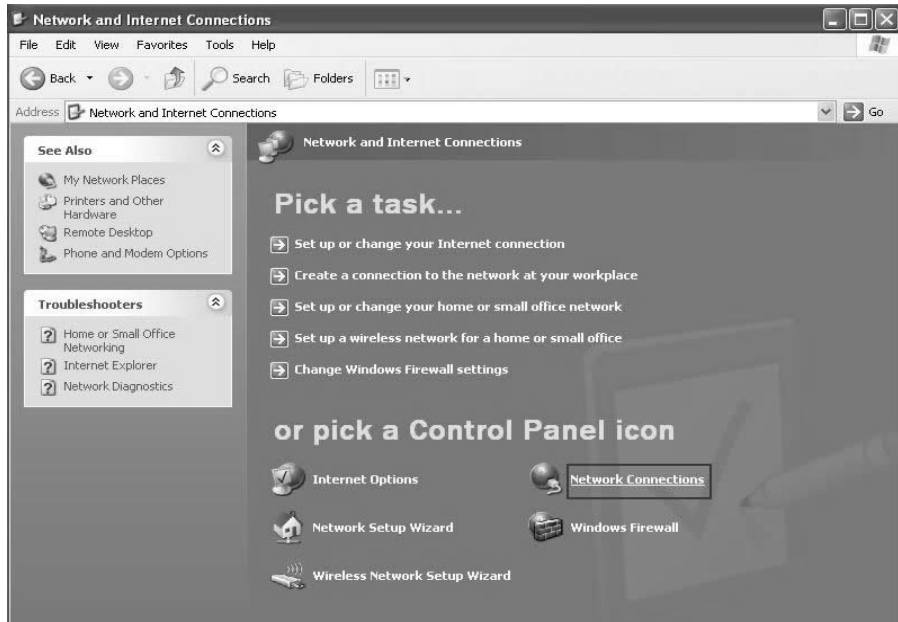 Network and Internet Connections
File Edit View Favorites Tools Help
Back Search Folders
Address Network and Internet Connections Go
See Also
My Network Places
Printers and Other
Hardware
Remote Desktop
Phone and Modem Options
Troubleshooters
Home or Small Office
Networking
Internet Explorer
Network Diagnostics
Network and Internet Connections
Pick a task...
Set up or change your Internet connection
Create a connection to the network at your workplace
Set up or change your home or small office network
Set up a wireless network for a home or small office
Change Windows Firewall settings
or pick a Control Panel icon
Internet Options
Network Connections
Network Setup Wizard
Windows Firewall
Wireless Network Setup Wizard